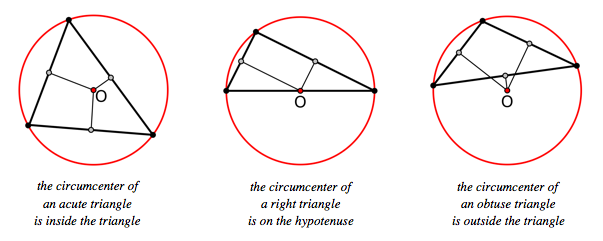 O
O
O
the circumcenter of
an acute triangle
is inside the triangle
the circumcenter of
a right triangle
is on the hypotenuse
the circumcenter of
an obtuse triangle
is outside the triangle